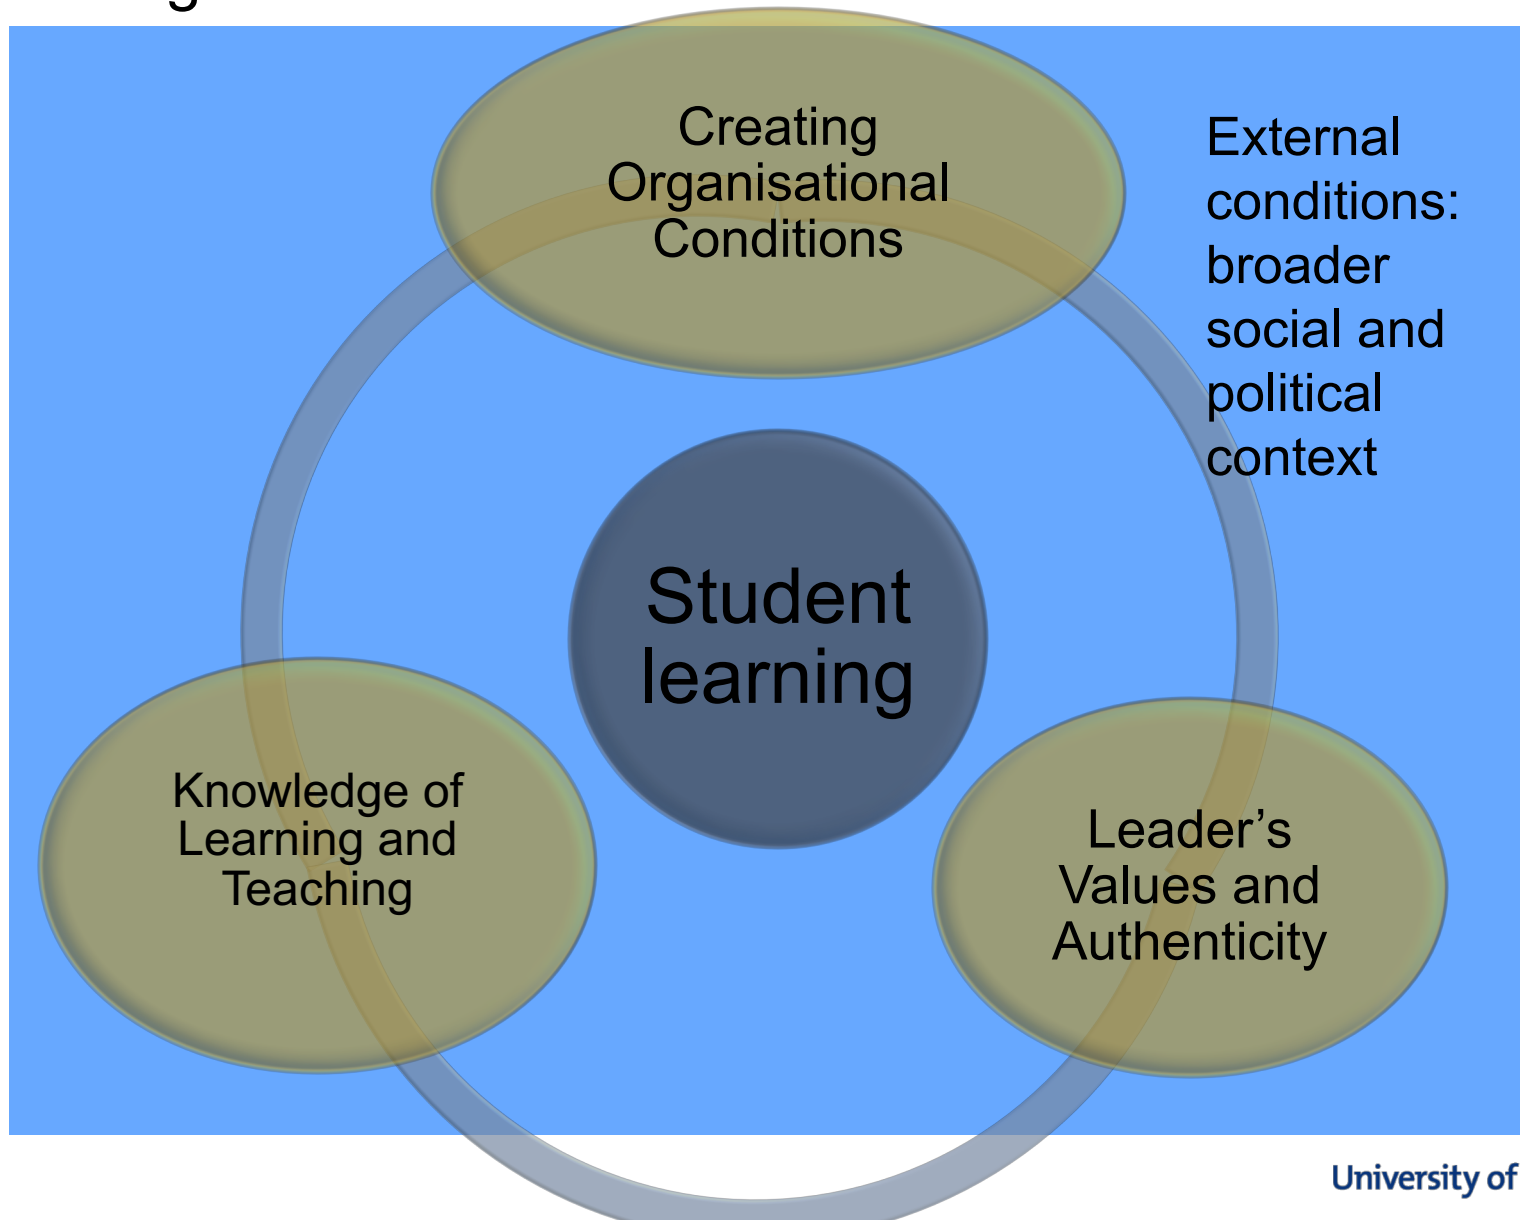 Creating
Organisational
Conditions
External
conditions:
broader
social and
political
context
Student
learning
Knowledge of
Learning and
Teaching
Leader’s
Values and
Authenticity
University of